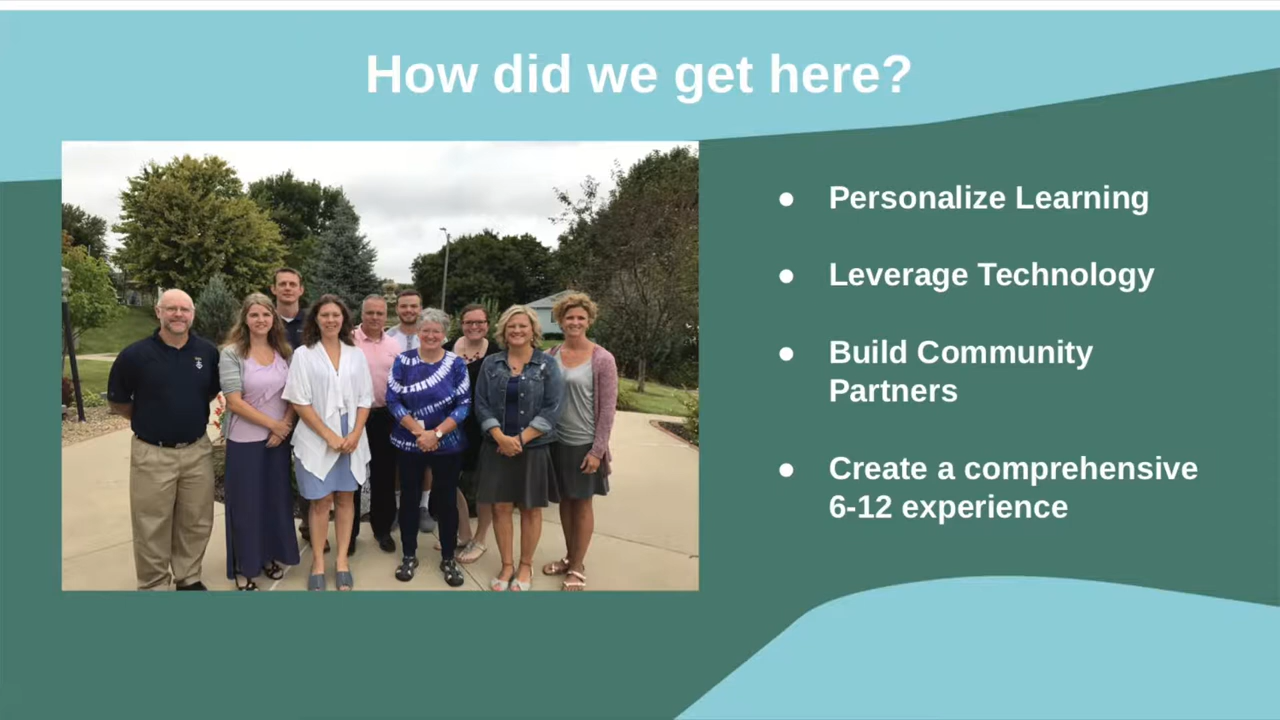 How did we get here?
● Personalize Learning
● Leverage Technology
● Build Community
Partners
● Create a comprehensive
6-12 experience